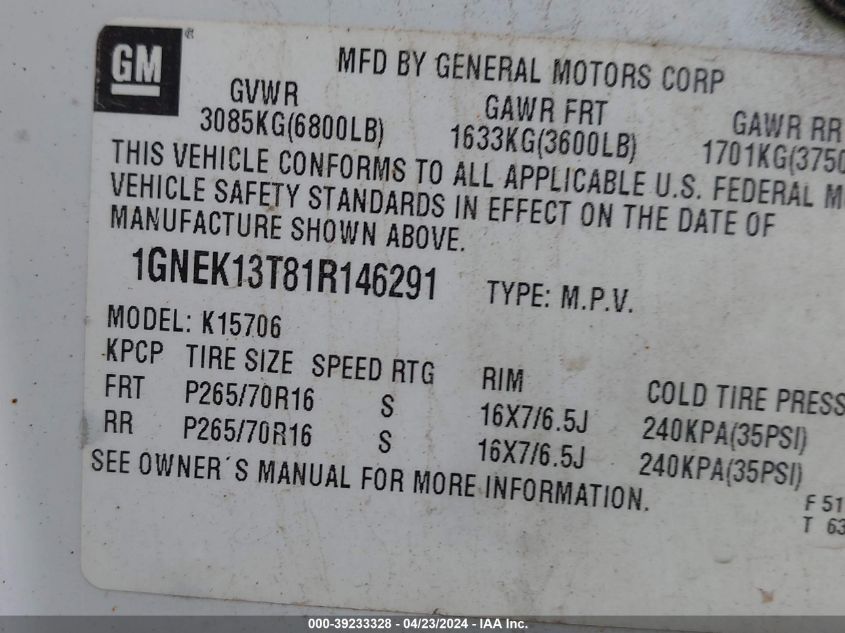 GM ®
MFD BY GENERAL MOTORS CORP
GVWR GAWR FRT GAWR RR
3085KG(6800LB) 1633KG(3600LB) 1701KG(3750
THIS VEHICLE CONFORMS TO ALL APPLICABLE U.S. FEDERAL M
VEHICLE SAFETY STANDARDS IN EFFECT ON THE DATE OF
MANUFACTURE SHOWN ABOVE.
1GNEK13T81R146291 TYPE: M.P.V.
MODEL: K15706
KPCP TIRE SIZE SPEED RTG RIM COLD TIRE PRESS
FRT P265/70R16 S 16X7/6.5J 240KPA(35PSI)
RR P265/70R16 S 16X7/6.5J 240KPA(35PSI)
SEE OWNER´S MANUAL FOR MORE INFORMATION.
F 51
T 63
000-39233328 - 04/23/2024 - IAA Inc.